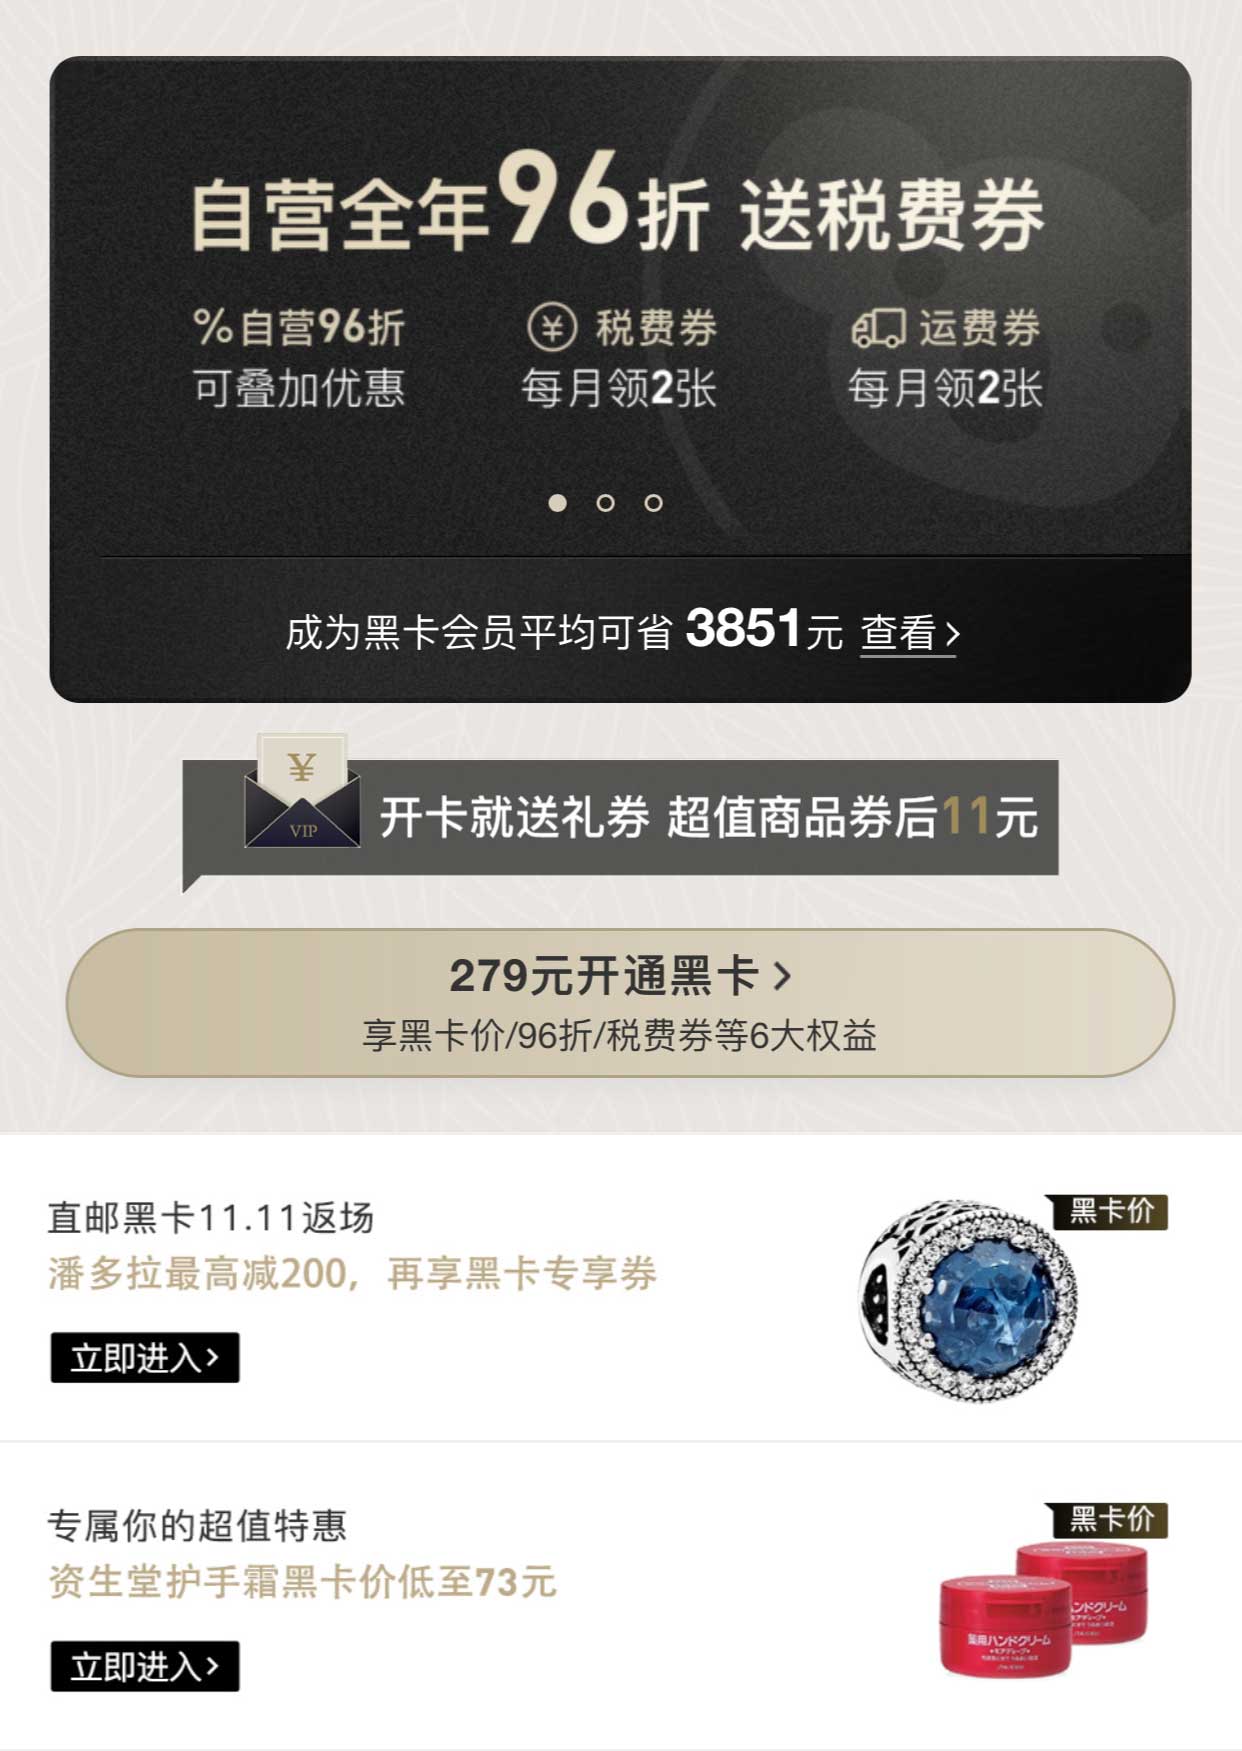 自营全年96折 送税费券
%自营96折
可叠加优惠
¥ 税费券
每月领2张
运费券
每月领2张
成为黑卡会员平均可省 3851元 查看>
¥
VIP
开卡就送礼券 超值商品券后11元
279元开通黑卡>
享黑卡价/96折/税费券等6大权益
直邮黑卡11.11返场
潘多拉最高减200，再享黑卡专享券
立即进入>
黑卡价
专属你的超值特惠
资生堂护手霜黑卡价低至73元
立即进入>
黑卡价
ンドクリーム
薬用ハンドクリーム